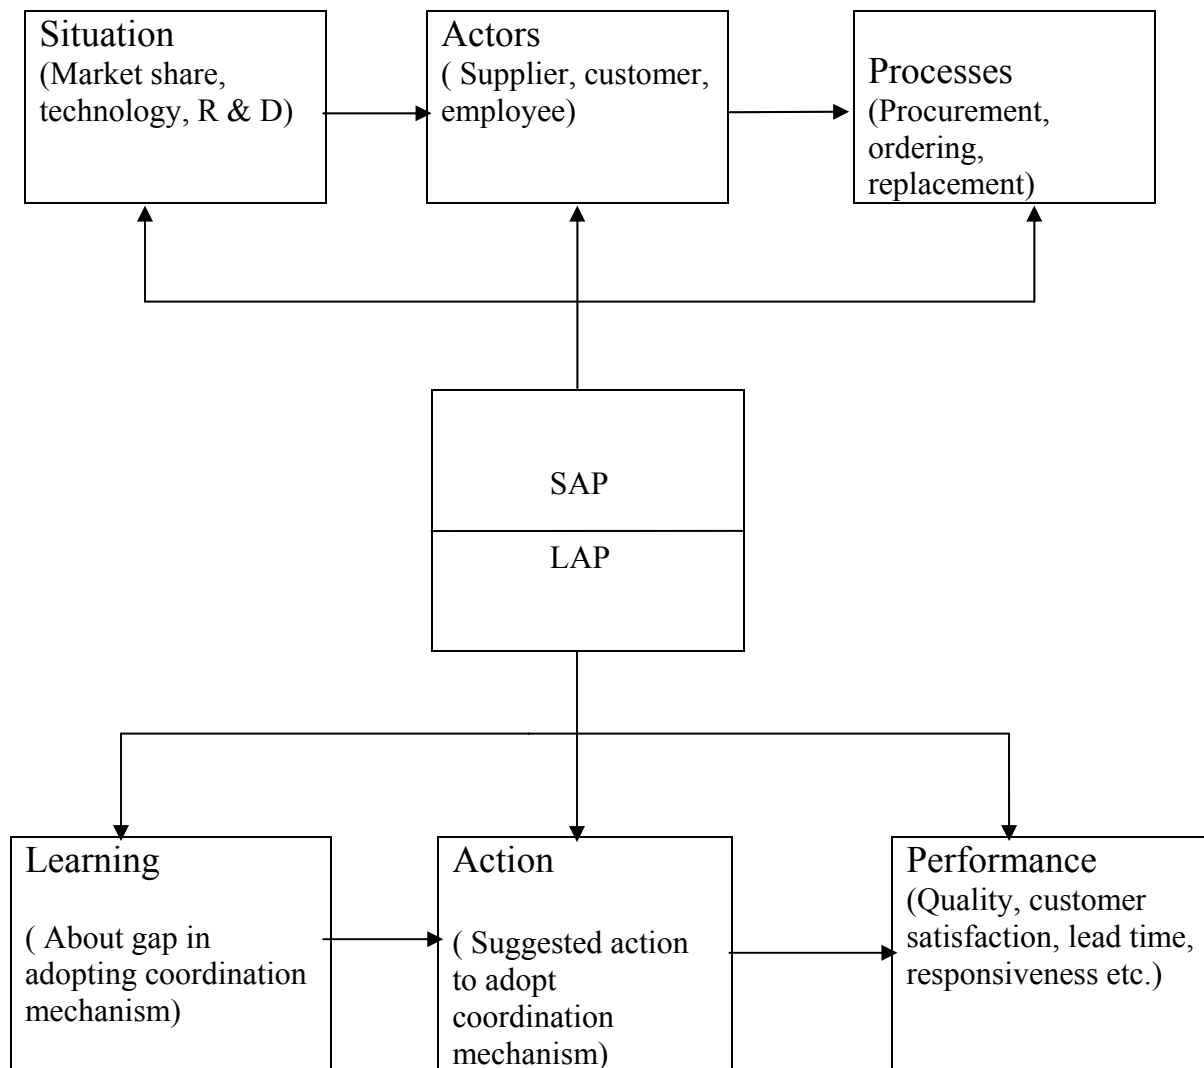 Situation
(Market share,
technology, R & D)
Actors
( Supplier, customer,
employee)
Processes
(Procurement,
ordering,
replacement)
SAP
LAP
Learning
( About gap in
adopting coordination
mechanism)
Action
( Suggested action
to adopt
coordination
mechanism)
Performance
(Quality, customer
satisfaction, lead time,
responsiveness etc.)